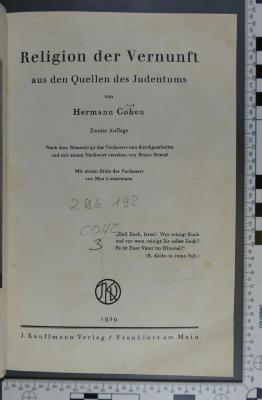 Religion der Vernunft
aus den Quellen des Judentums
von
Hermann Cohen
Zweite Auflage
Nach dem Manuskript des Verfassers neu durchgearbeitet
und mit einem Nachwort versehen von Bruno Strauß
Mit einem Bilde des Verfassers
von Max Liebermann
296.192
COHE
3
„Heil Euch, Israel! Wer reinigt Euch
und vor wem reinigt Ihr selbst Euch?
Es ist Euer Vater im Himmel."
(R. Akiba in Joma 85b.)
1929
J. Kauffmann Verlag / Frankfurt am Main